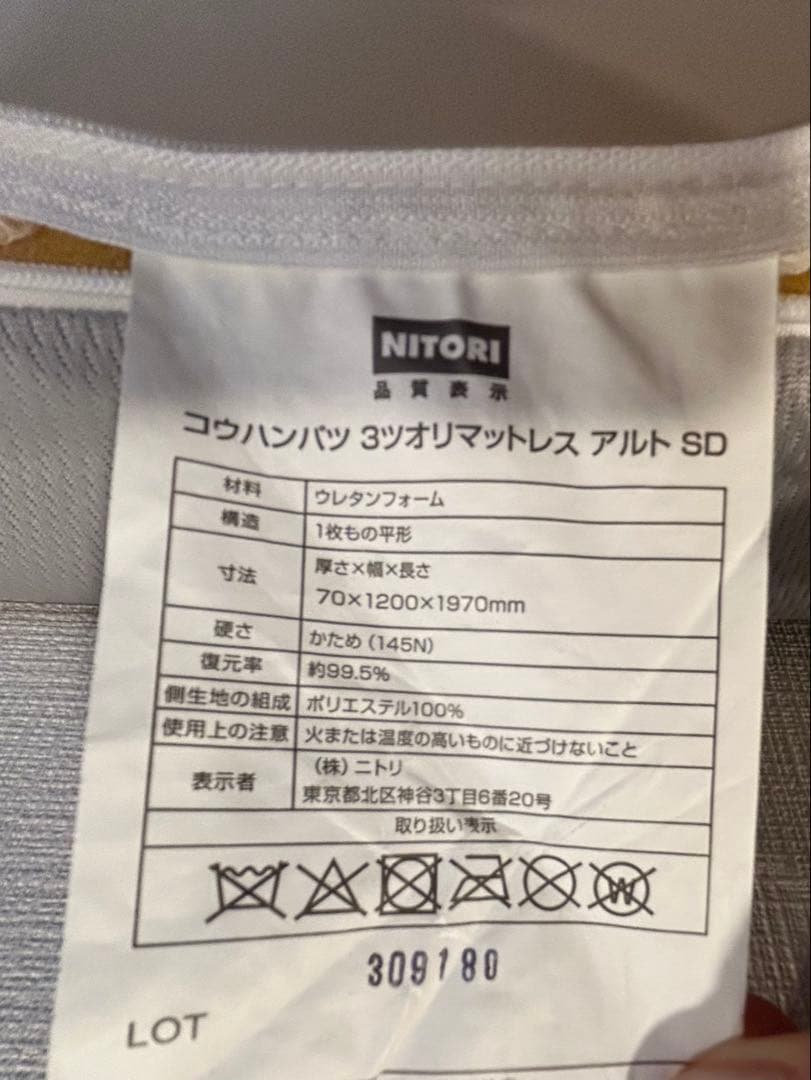 NITORI
品質表示
コウハンパツ 3ツオリマットレス アルト SD
材料 ウレタンフォーム
構造 1枚もの平形
寸法 厚さ×幅×長さ
70×1200×1970mm
硬さ かため(145N)
復元率 約99.5%
側生地の組成 ポリエステル100%
使用上の注意 火または温度の高いものに近づけないこと
表示者 (株)ニトリ
東京都北区神谷3丁目6番20号
取り扱い表示
W
309180
LOT